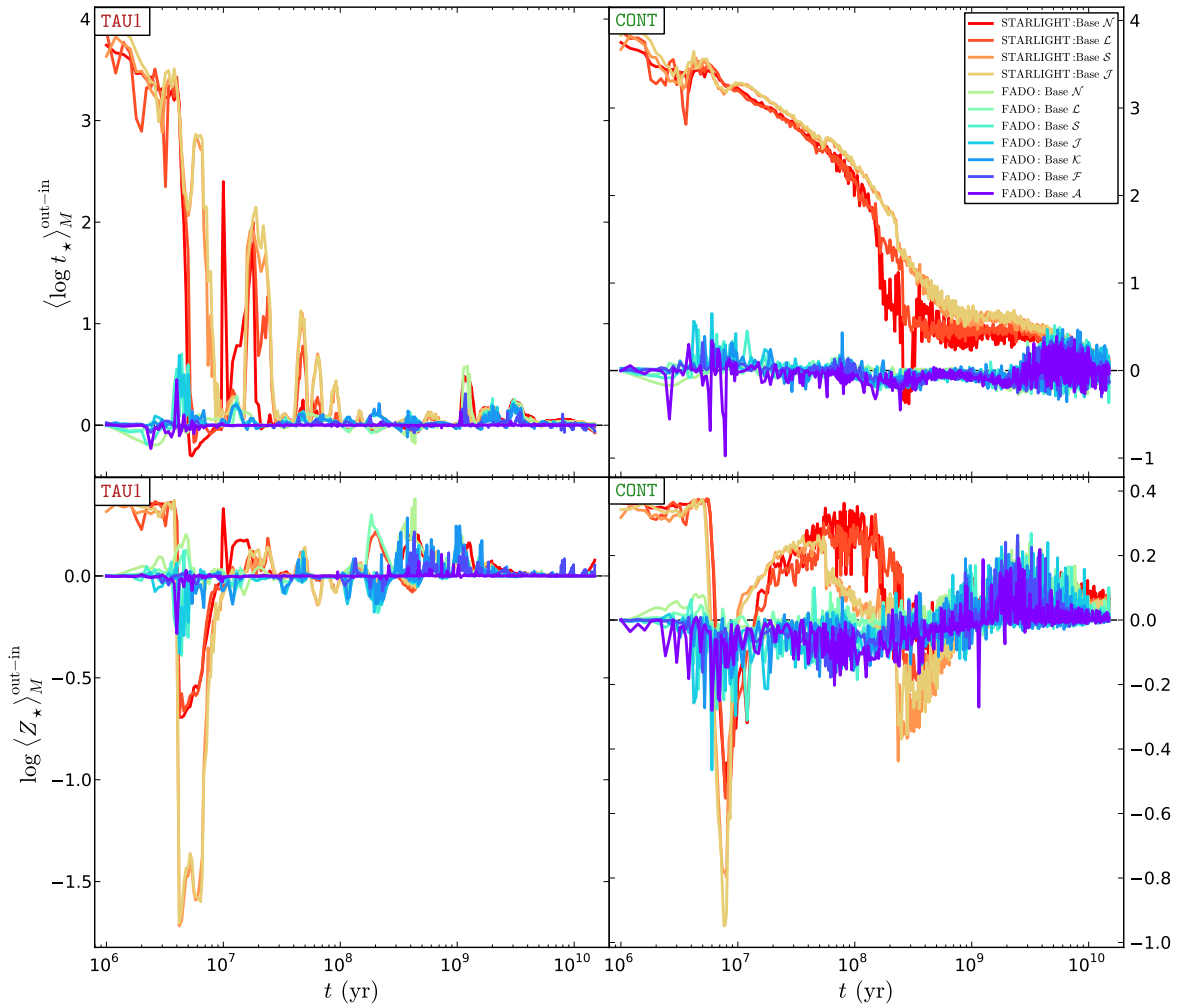 TAU1
CONT
STARLIGHT:Base 𝒩
STARLIGHT:Base ℒ
STARLIGHT:Base 𝒮
STARLIGHT:Base 𝒥
FADO: Base 𝒩
FADO: Base ℒ
FADO: Base 𝒮
FADO: Base 𝒥
FADO: Base 𝒦
FADO: Base ℱ
FADO: Base 𝒜
4
3
2
1
0
4
3
2
1
0
−1
⟨log t⋆⟩_M^out−in
TAU1
CONT
0.0
−0.5
−1.0
−1.5
0.4
0.2
0.0
−0.2
−0.4
−0.6
−0.8
−1.0
log ⟨Z⋆⟩_M^out−in
10^6 10^7 10^8 10^9 10^10
10^6 10^7 10^8 10^9 10^10
t (yr)
t (yr)